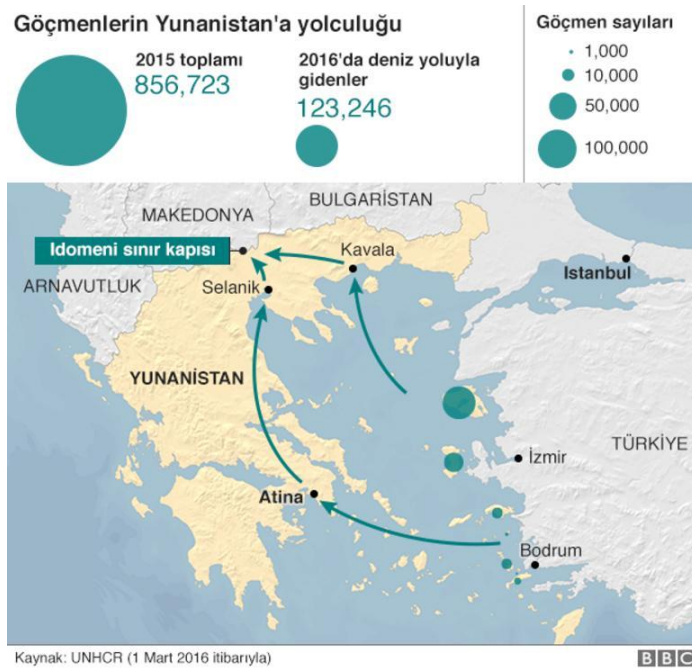 Göçmenlerin Yunanistan'a yolculuğu
2015 toplamı
856,723
2016'da deniz yoluyla
gidenler
123,246
Göçmen sayıları
1,000
10,000
50,000
100,000
BULGARİSTAN
MAKEDONYA
Idomeni sınır kapısı
Kavala
Istanbul
ARNAVUTLUK
Selanik
YUNANİSTAN
TÜRKİYE
İzmir
Atina
Bodrum
Kaynak: UNHCR (1 Mart 2016 itibarıyla)
BBC